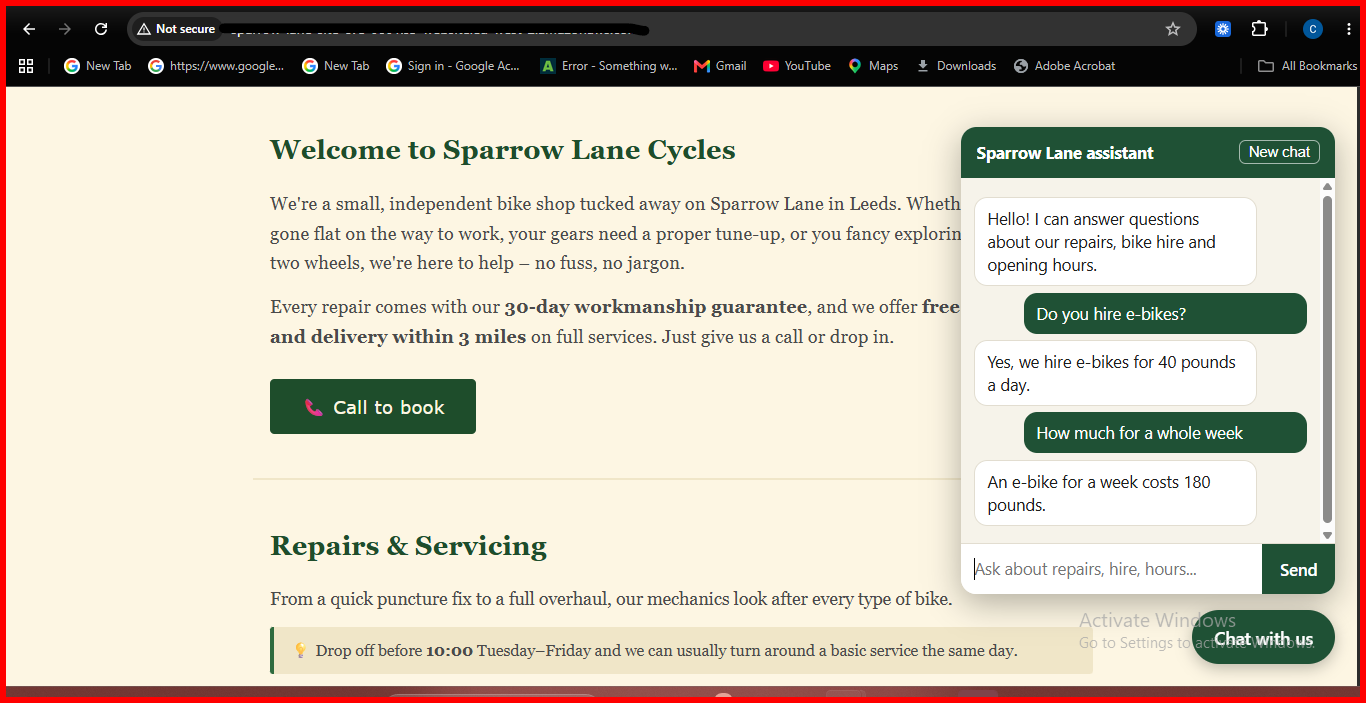 Not secure
New Tab
https://www.google...
New Tab
Sign in - Google Ac...
Error - Something w...
Gmail
YouTube
Maps
Downloads
Adobe Acrobat
All Bookmarks
C
Welcome to Sparrow Lane Cycles
We're a small, independent bike shop tucked away on Sparrow Lane in Leeds.
gone flat on the way to work, your gears need a proper tune-up, or you fancy
two wheels, we're here to help – no fuss, no jargon.
Every repair comes with our 30-day workmanship guarantee, and we offer free
and delivery within 3 miles on full services. Just give us a call or drop in.
Call to book
Repairs & Servicing
From a quick puncture fix to a full overhaul, our mechanics look after every type of bike.
Drop off before 10:00 Tuesday–Friday and we can usually turn around a basic service the same day.
Sparrow Lane assistant
New chat
Hello! I can answer questions
about our repairs, bike hire and
opening hours.
Do you hire e-bikes?
Yes, we hire e-bikes for 40 pounds
a day.
How much for a whole week
An e-bike for a week costs 180
pounds.
Ask about repairs, hire, hours...
Send
Chat with us
Activate Windows
Go to Settings to activate Windows.